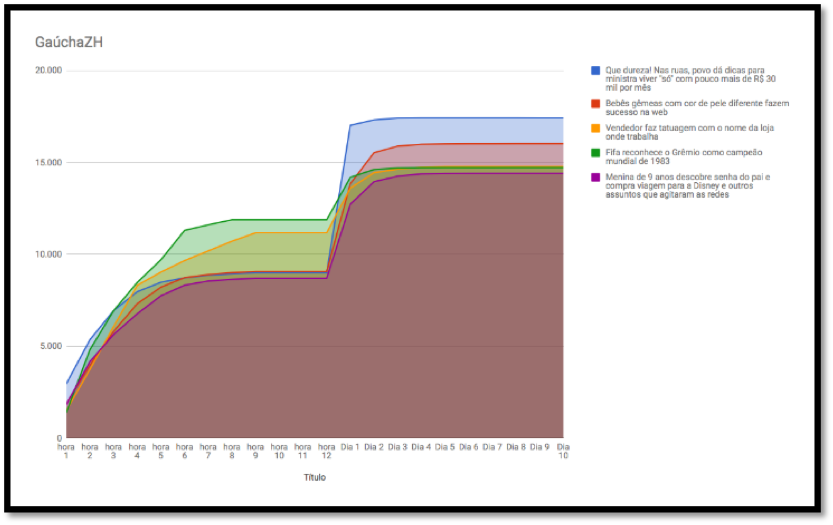 GaúchaZH
20.000
15.000
10.000
5.000
0
hora 1
hora 2
hora 3
hora 4
hora 5
hora 6
hora 7
hora 8
hora 9
hora 10
hora 11
hora 12
Dia 1
Dia 2
Dia 3
Dia 4
Dia 5
Dia 6
Dia 7
Dia 8
Dia 9
Dia 10
Título
Que dureza! Nas ruas, povo dá dicas para
ministra viver "só" com pouco mais de R$ 30
mil por mês
Bebês gêmeas com cor de pele diferente fazem
sucesso na web
Vendedor faz tatuagem com o nome da loja
onde trabalha
Fifa reconhece o Grêmio como campeão
mundial de 1983
Menina de 9 anos descobre senha do pai e
compra viagem para a Disney e outros
assuntos que agitaram as redes